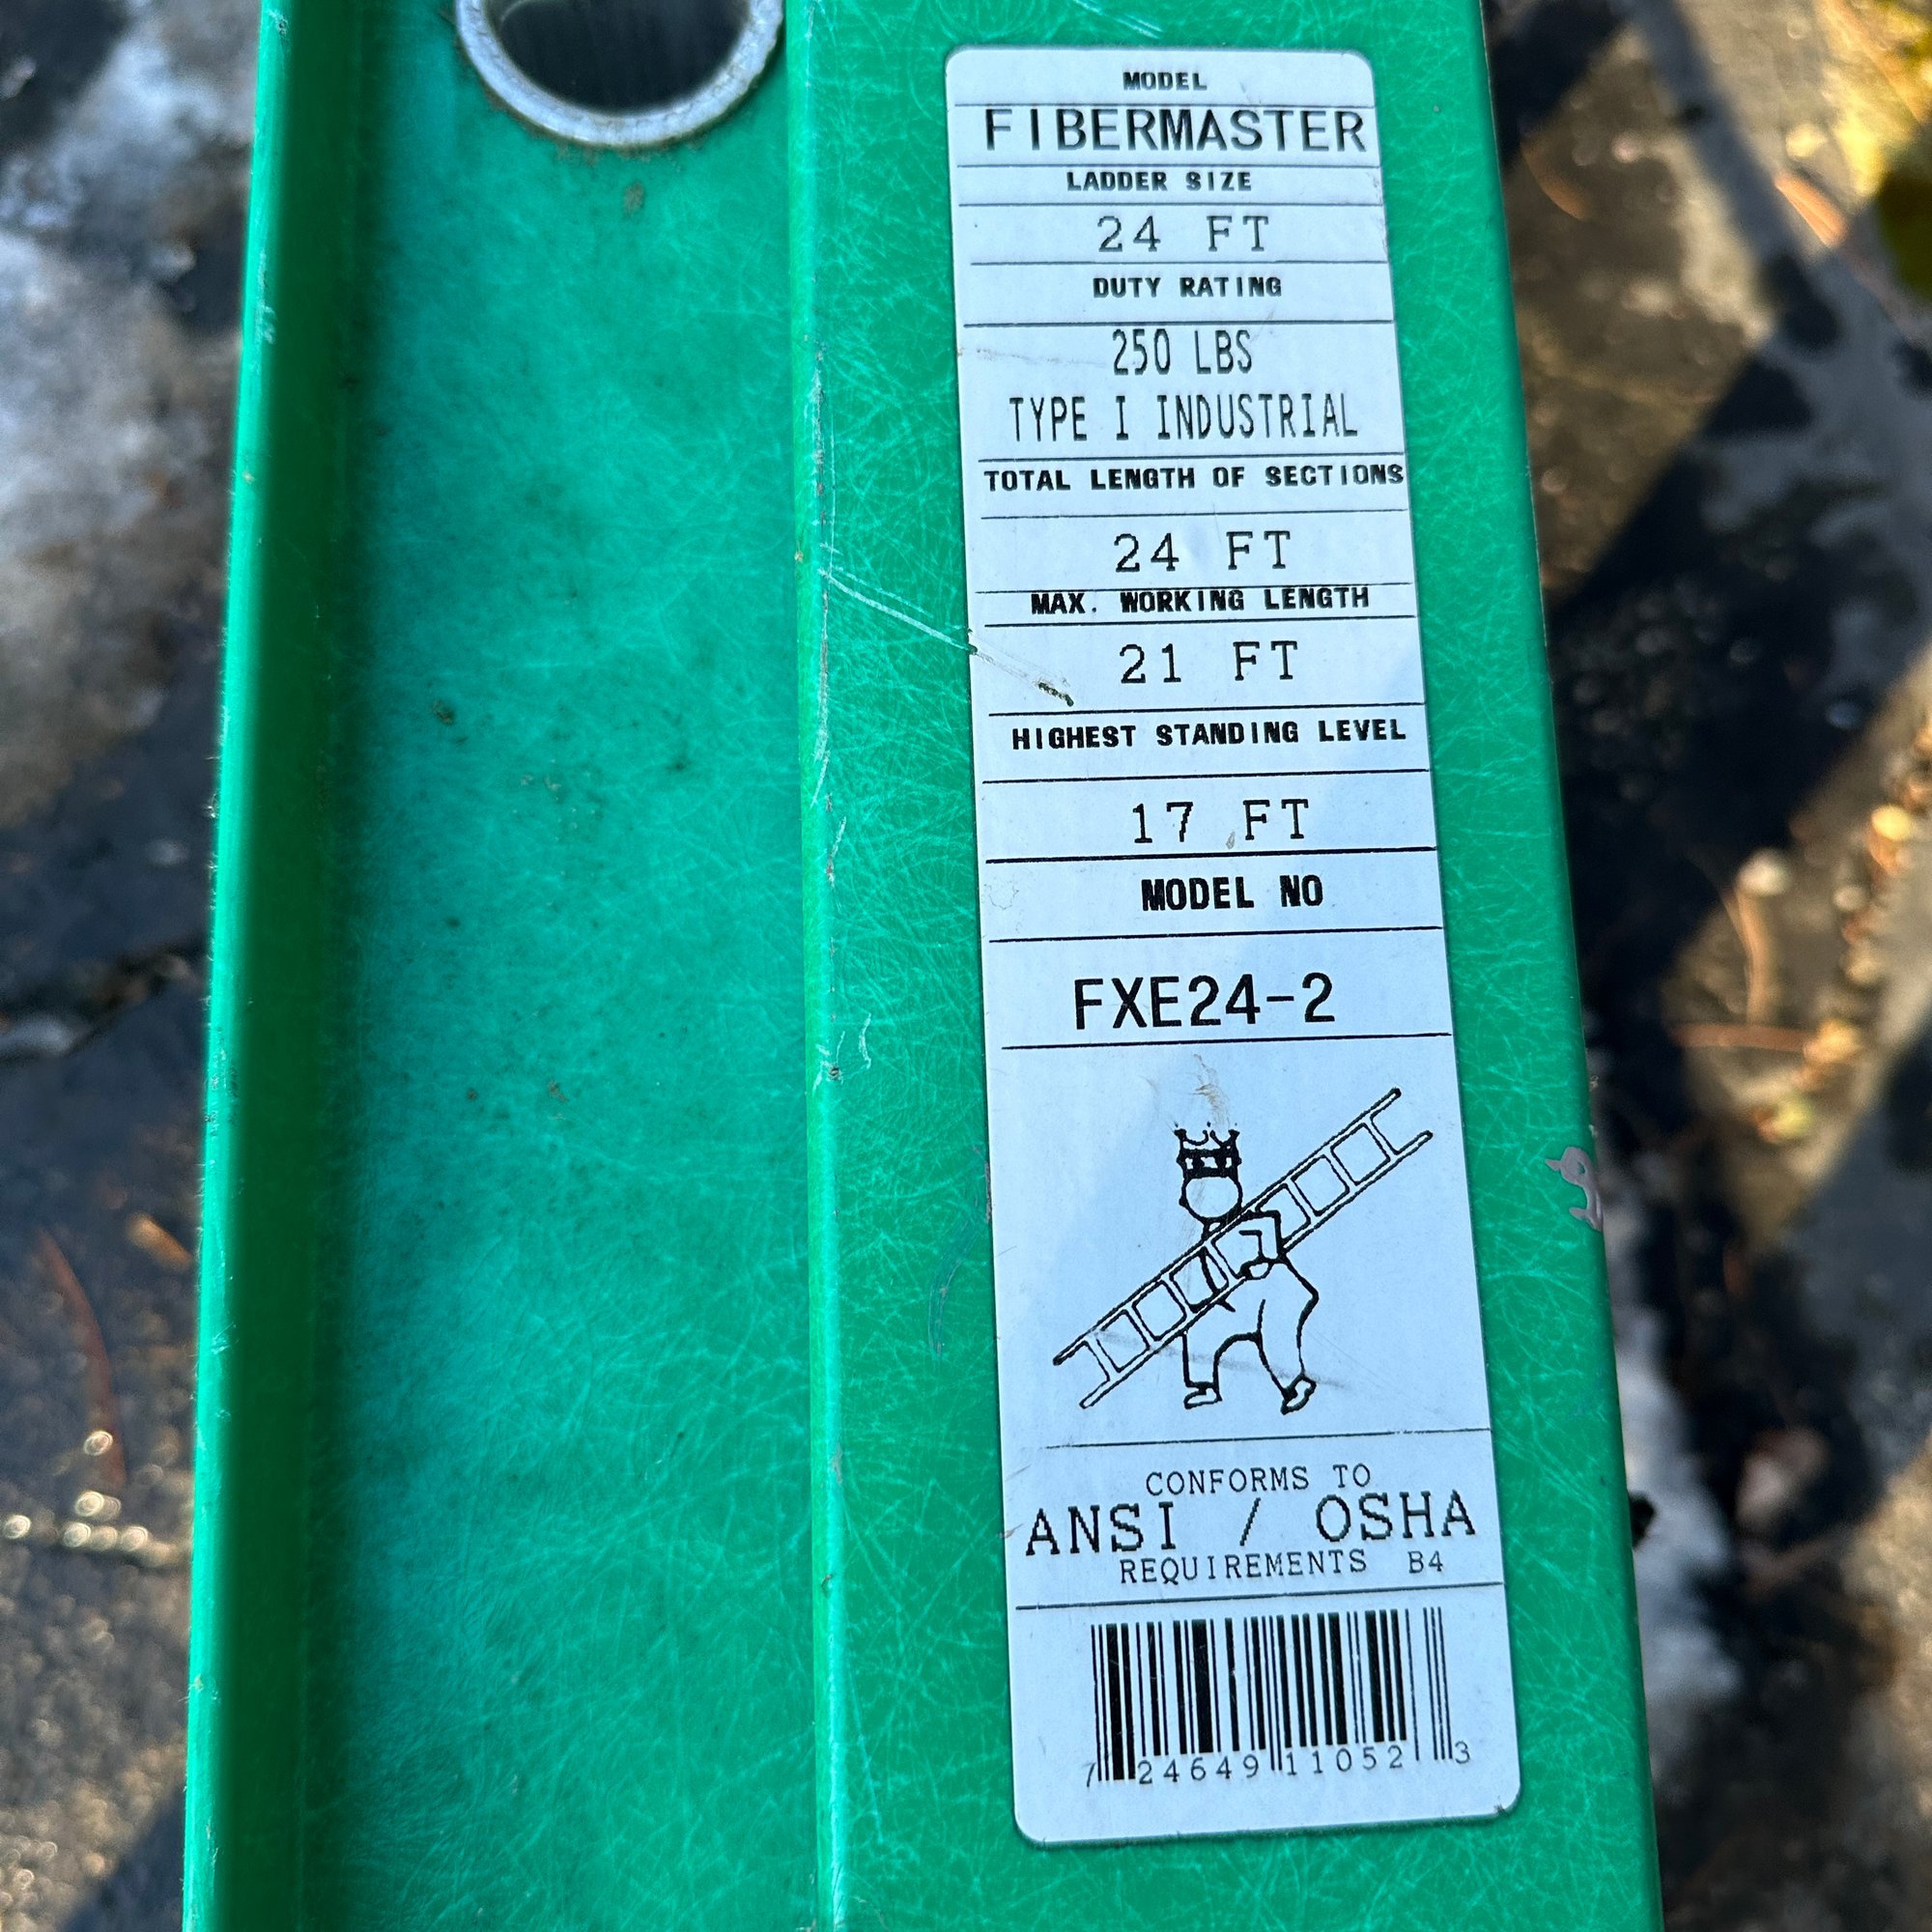 MODEL
FIBERMASTER
LADDER SIZE
24 FT
DUTY RATING
250 LBS
TYPE I INDUSTRIAL
TOTAL LENGTH OF SECTIONS
24 FT
MAX. WORKING LENGTH
21 FT
HIGHEST STANDING LEVEL
17 FT
MODEL NO
FXE24-2
CONFORMS TO
ANSI / OSHA
REQUIREMENTS B4
7 24649 11052 3